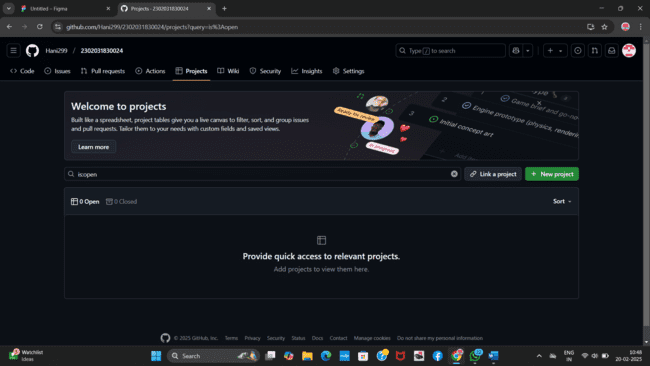 Untitled – Figma
Projects · 2302031830024
github.com/Hani299/2302031830024/projects?query=is%3Aopen
Hani299 / 2302031830024
Type / to search
Code
Issues
Pull requests
Actions
Projects
Wiki
Security
Insights
Settings
Welcome to projects
Built like a spreadsheet, project tables give you a live canvas to filter, sort, and group issues
and pull requests. Tailor them to your needs with custom fields and saved views.
Learn more
Ready for review
In progress
2
Game brief and
Engine prototype (physics, rendering
3
Initial concept art
is:open
Link a project
New project
0 Open
0 Closed
Sort
Provide quick access to relevant projects.
Add projects to view them here.
© 2025 GitHub, Inc.
Terms
Privacy
Security
Status
Docs
Contact
Manage cookies
Do not share my personal information
Watchlist
Ideas
Search
ENG
IN
10:48
20-02-2025